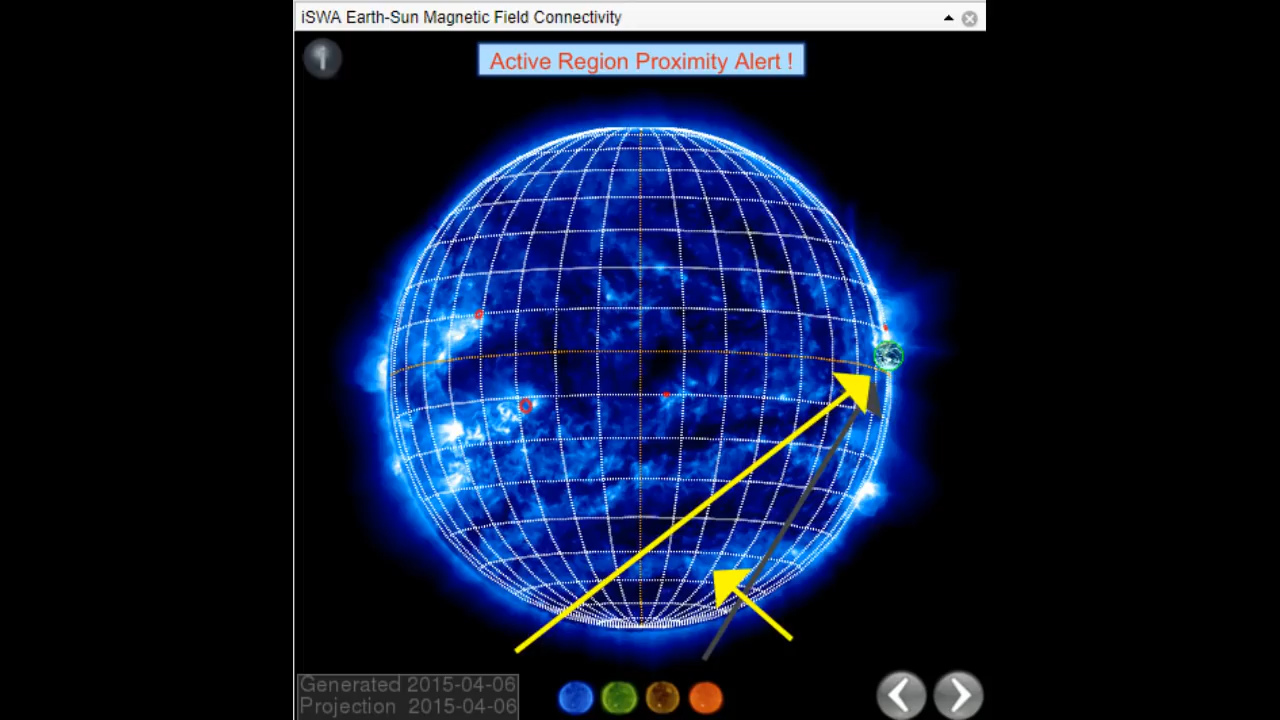 iSWA Earth-Sun Magnetic Field Connectivity
Active Region Proximity Alert !
Generated 2015-04-06
Projection 2015-04-06